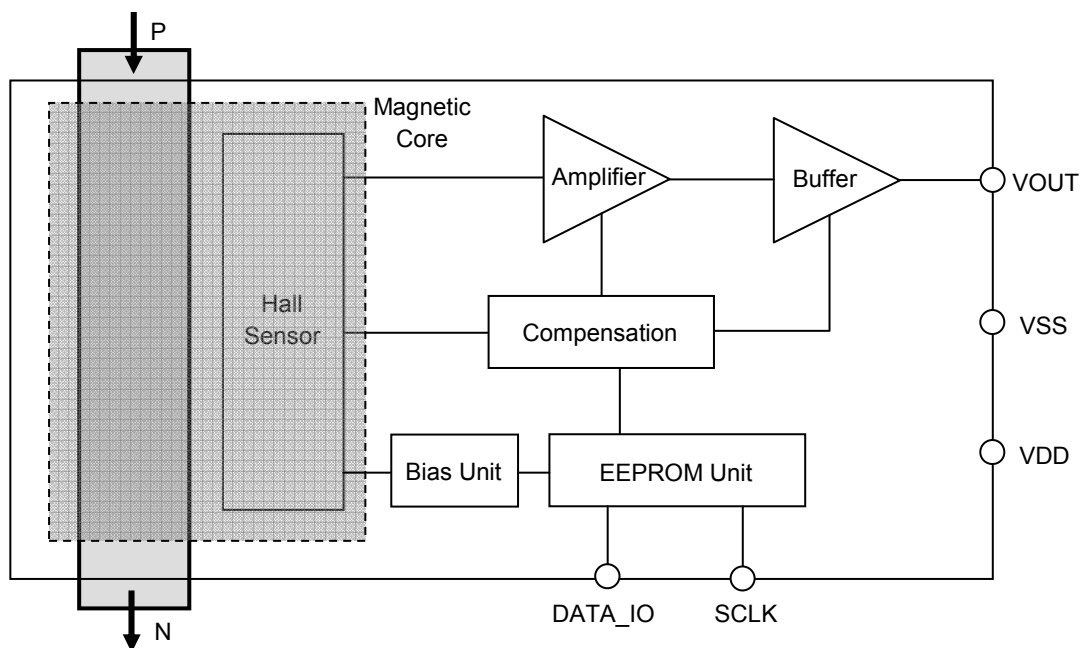 P
Magnetic
Core
Amplifier
Buffer
VOUT
Hall
Sensor
Compensation
VSS
Bias Unit
EEPROM Unit
VDD
DATA_IO
SCLK
N